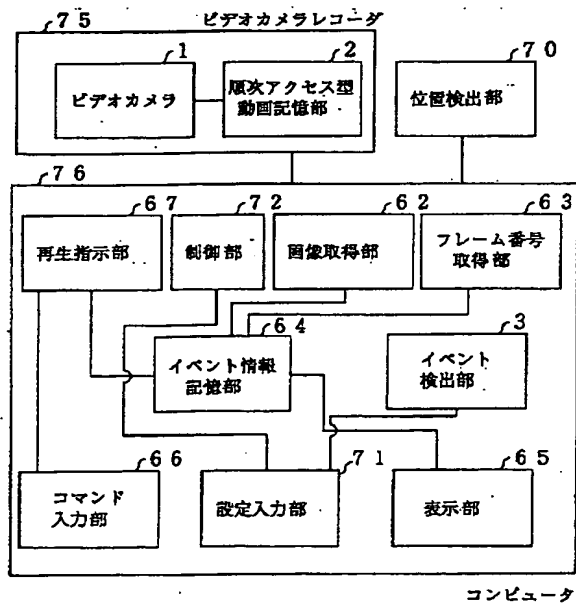 ７５
ビデオカメラレコーダ
１
２
７０
ビデオカメラ
順次アクセス型
動画記憶部
位置検出部
７６
６７
７２
６２
６３
再生指示部
制御部
画像取得部
フレーム番号
取得部
６４
３
イベント情報
記憶部
イベント
検出部
６６
７１
６５
コマンド
入力部
設定入力部
表示部
コンピュータ